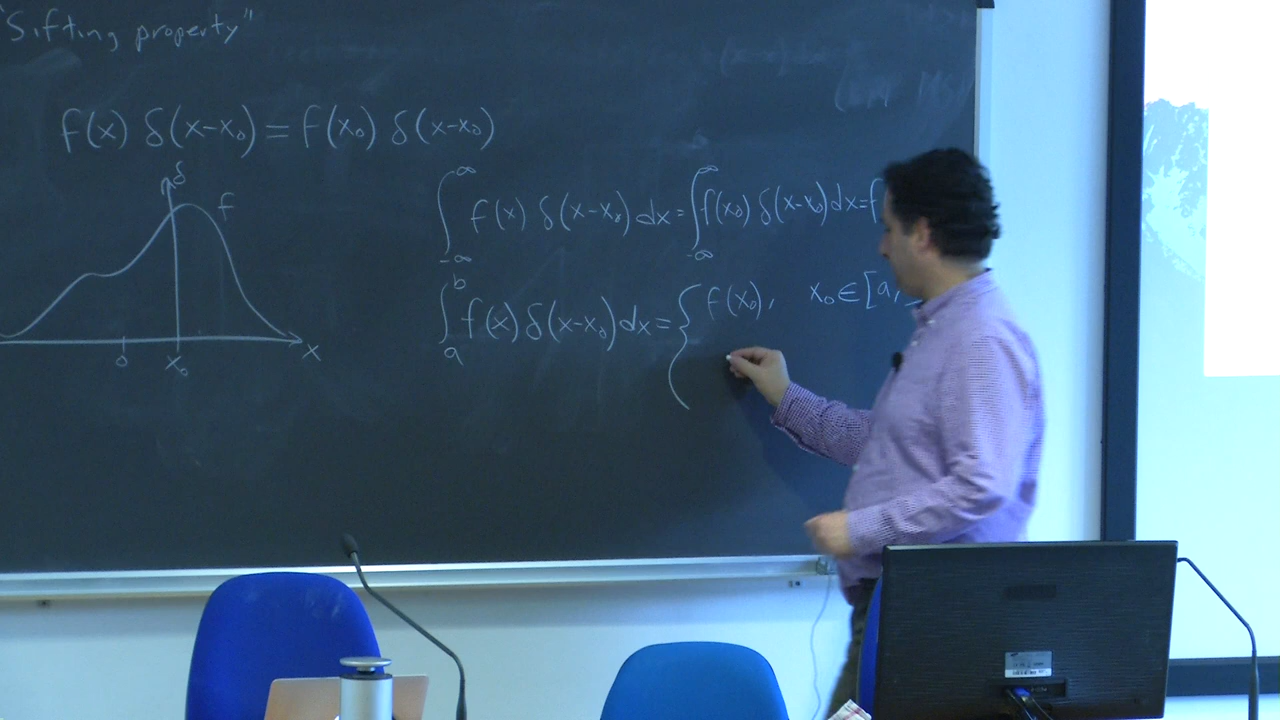 "Sifting property"
f(x) δ(x-x₀) = f(x₀) δ(x-x₀)
δ
f
0
x₀
x
∫_{-∞}^{∞} f(x) δ(x-x₀) dx = ∫_{-∞}^{∞} f(x₀) δ(x-x₀) dx = f
∫_a^b f(x) δ(x-x₀) dx = { f(x₀), x₀ ∈ [a,